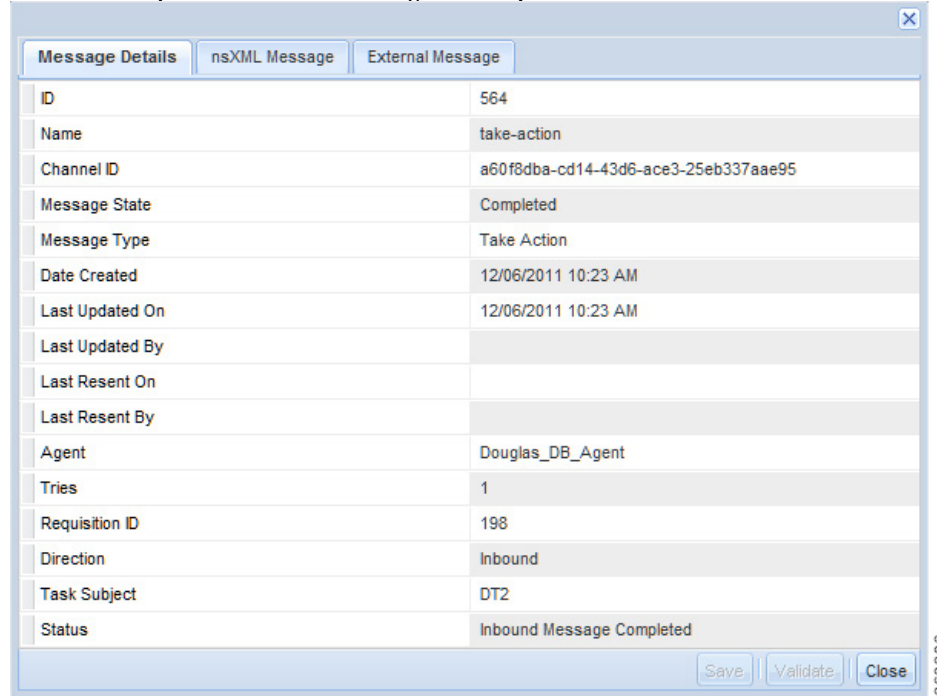 Message Details nsXML Message External Message
ID 564
Name take-action
Channel ID a60f8dba-cd14-43d6-ace3-25eb337aae95
Message State Completed
Message Type Take Action
Date Created 12/06/2011 10:23 AM
Last Updated On 12/06/2011 10:23 AM
Last Updated By
Last Resent On
Last Resent By
Agent Douglas_DB_Agent
Tries 1
Requisition ID 198
Direction Inbound
Task Subject DT2
Status Inbound Message Completed
Save Validate Close